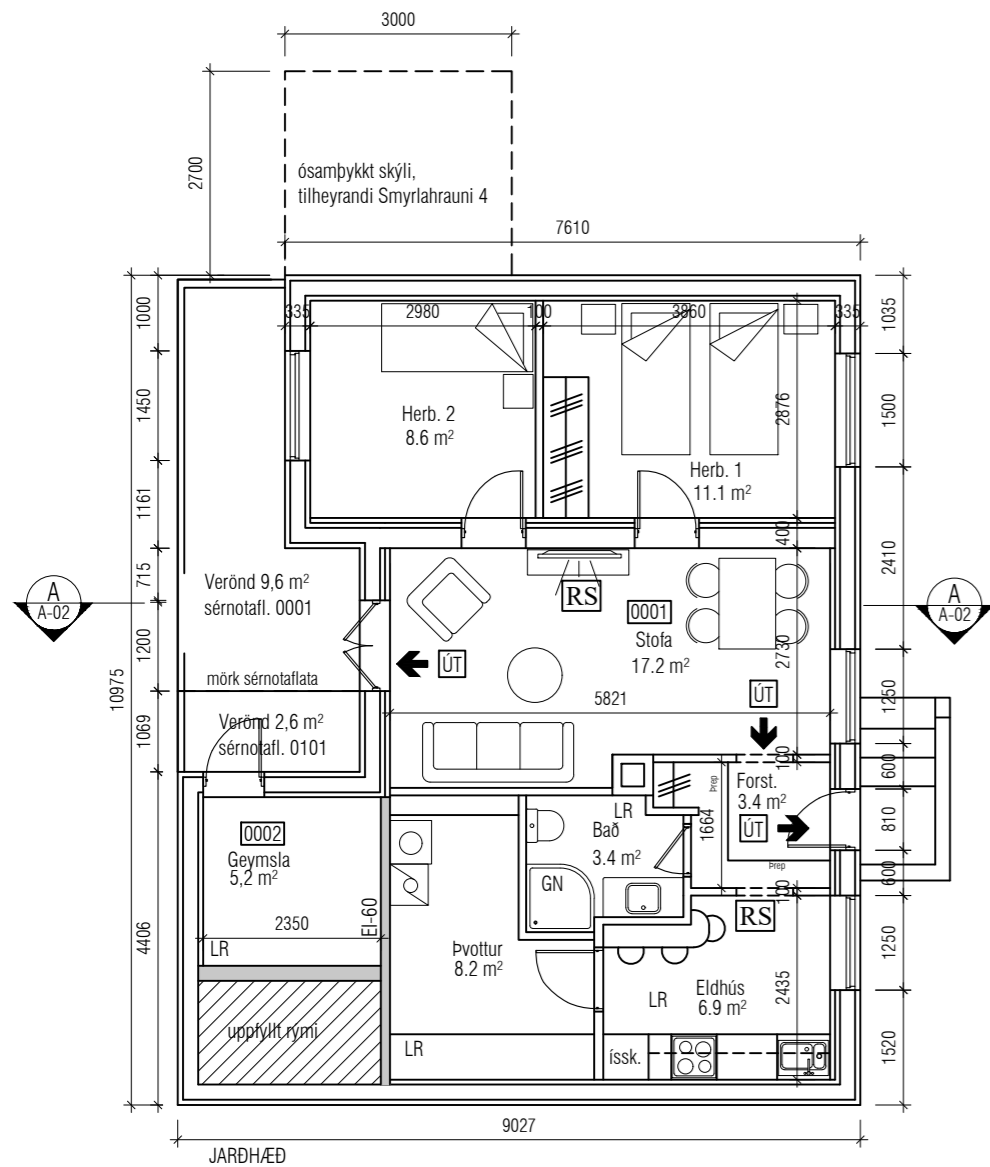 3000
2700
ósamþykkt skýli,
tilheyrandi Smyrlahrauni 4
7610
335
2980
100
3860
335
1000
1035
1450
1500
2876
Herb. 2
8.6 m²
Herb. 1
11.1 m²
1161
400
2410
715
Verönd 9,6 m²
sérnotafl. 0001
A
A-02
RS
0001
Stofa
17.2 m²
2730
A
A-02
1200
ÚT
mörk sérnotaflata
5821
ÚT
1250
10975
1069
Verönd 2,6 m²
sérnotafl. 0101
100
600
Þrep
Forst.
3.4 m²
1664
ÚT
810
LR
Bað
3.4 m²
0002
Geymsla
5,2 m²
GN
Þrep
600
100
EI-60
2350
LR
RS
4406
Þvottur
8.2 m²
Eldhús
6.9 m²
LR
2435
1250
uppfyllt rými
LR
íssk.
1520
9027
JARÐHÆÐ